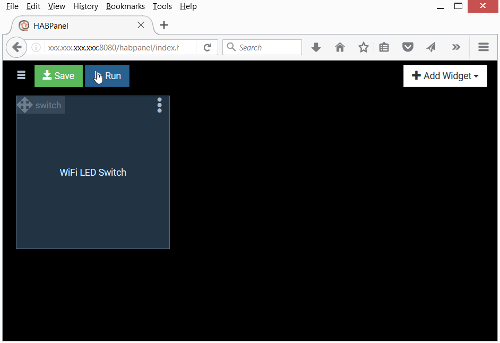 File Edit View History Bookmarks Tools Help
HABPanel
xxx.xxx.xxx.xxx:8080/habpanel/index.h
Search
Save
Run
Add Widget
switch
WiFi LED Switch